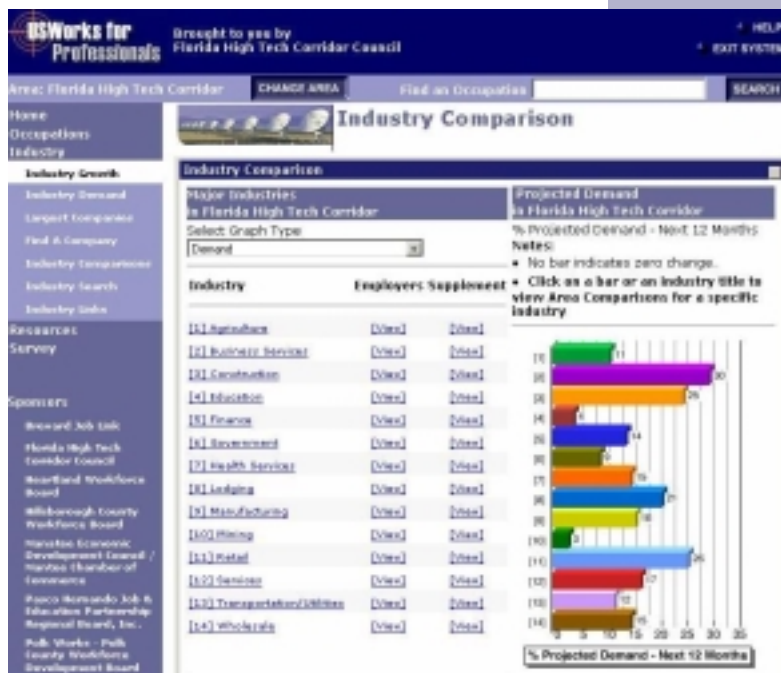 USWorks for
Professionals
Brought to you by
Florida High Tech Corridor Council
HELP
EXIT SYSTEM
Area: Florida High Tech Corridor
CHANGE AREA
Find an Occupation
SEARCH
Home
Occupations
Industry
Industry Growth
Industry Demand
Largest Companies
Find A Company
Industry Comparisons
Industry Search
Industry Links
Resources
Survey
Sponsors
Broward Job Link
Florida High Tech
Corridor Council
Heartland Workforce
Board
Hillsborough County
Workforce Board
Manatee Economic
Development Council /
Mantee Chamber of
Commerce
Pasco Hernando Job &
Education Partnership
Regional Board, Inc.
Polk Works - Polk
County Workforce
Development Board
Industry Comparison
Industry Comparison
Major Industries
in Florida High Tech Corridor
Select Graph Type
Demand
Industry Employers Supplement
[1] Agriculture [View] [View]
[2] Business Services [View] [View]
[3] Construction [View] [View]
[4] Education [View] [View]
[5] Finance [View] [View]
[6] Government [View] [View]
[7] Health Services [View] [View]
[8] Lodging [View] [View]
[9] Manufacturing [View] [View]
[10] Mining [View] [View]
[11] Retail [View] [View]
[12] Services [View] [View]
[13] Transportation/Utilities [View] [View]
[14] Wholesale [View] [View]
Projected Demand
in Florida High Tech Corridor
% Projected Demand - Next 12 Months
Notes:
• No bar indicates zero change.
• Click on a bar or an industry title to
view Area Comparisons for a specific
industry
[1] 11
[2] 30
[3] 25
[4]
[5] 14
[6]
[7] 15
[8] 21
[9]
[10] 3
[11]
[12] 17
[13] 12
[14] 15
0 5 10 15 20 25 30 35
% Projected Demand - Next 12 Months